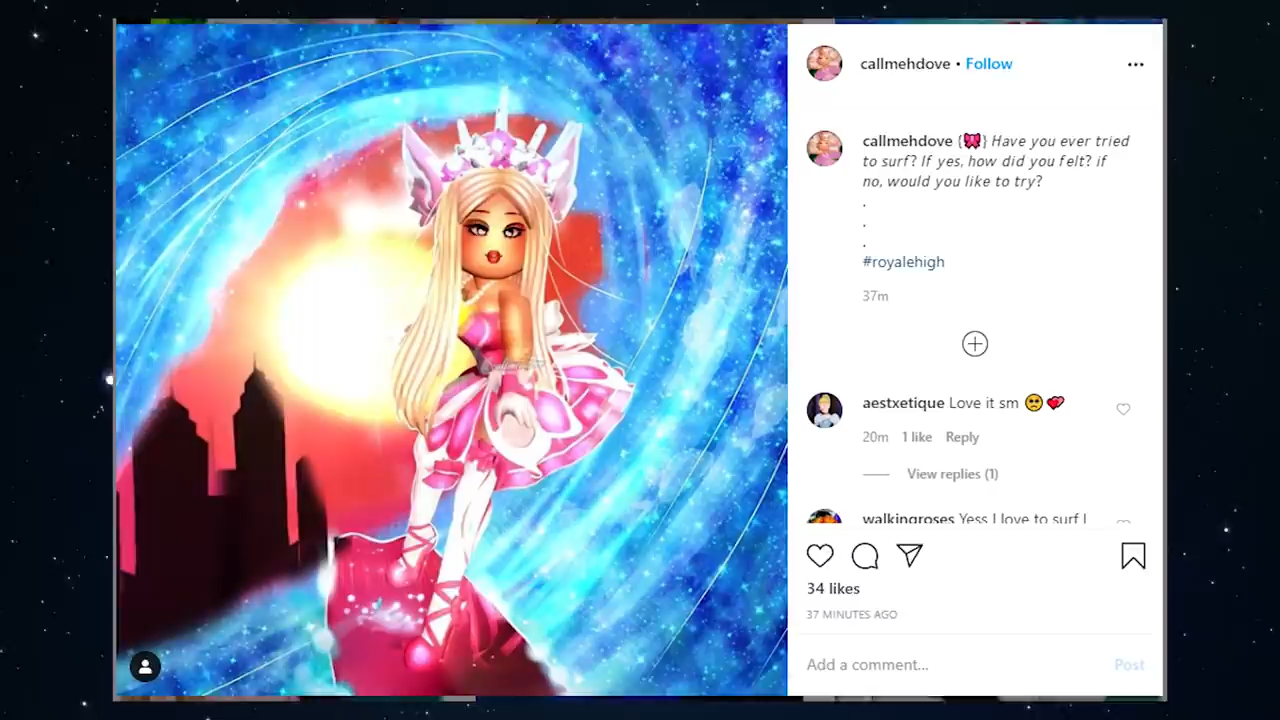 callmehdove • Follow
callmehdove {🎀} Have you ever tried
to surf? If yes, how did you felt? if
no, would you like to try?
.
.
.
#royalehigh
37m
aestxetique Love it sm 🥺💞
20m 1 like Reply
View replies (1)
walkingroses Yess I love to surf I
34 likes
37 MINUTES AGO
Add a comment... Post